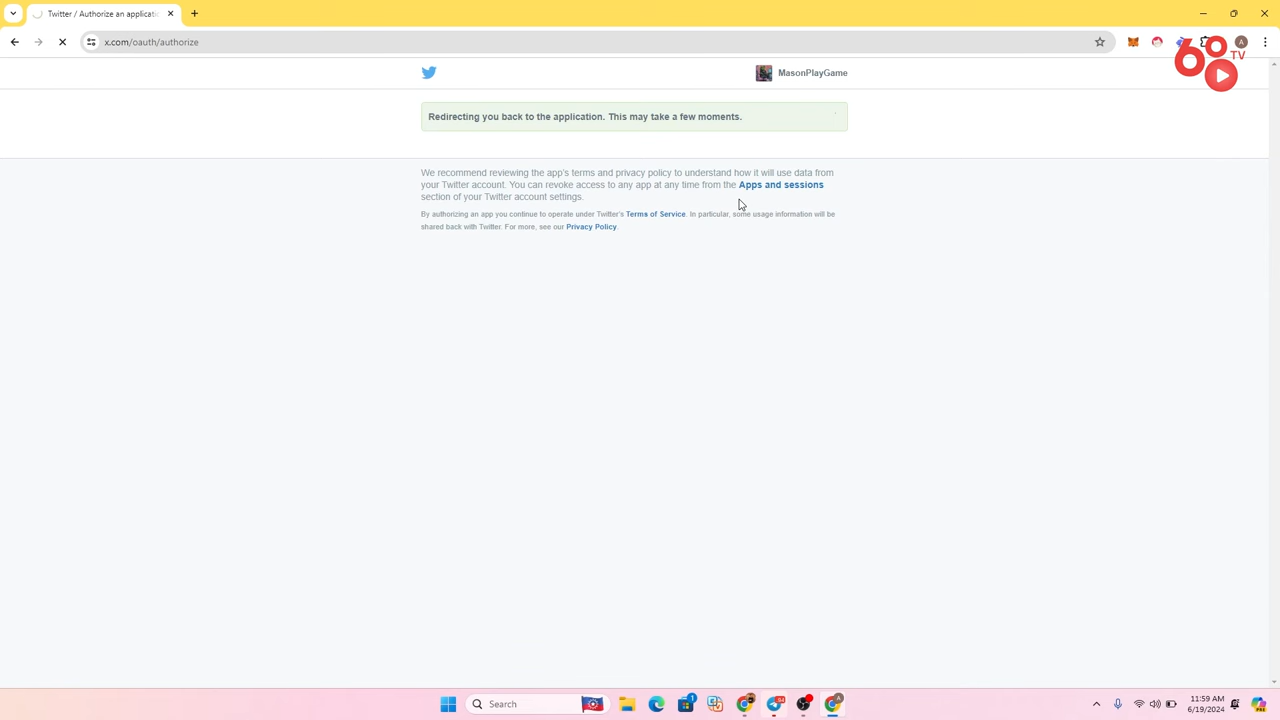 Twitter / Authorize an applicatio
x.com/oauth/authorize
A
6 TV
MasonPlayGame
Redirecting you back to the application. This may take a few moments.
We recommend reviewing the app's terms and privacy policy to understand how it will use data from
your Twitter account. You can revoke access to any app at any time from the Apps and sessions
section of your Twitter account settings.
By authorizing an app you continue to operate under Twitter's Terms of Service. In particular, some usage information will be
shared back with Twitter. For more, see our Privacy Policy.
Search
1
A
11:59 AM
6/19/2024